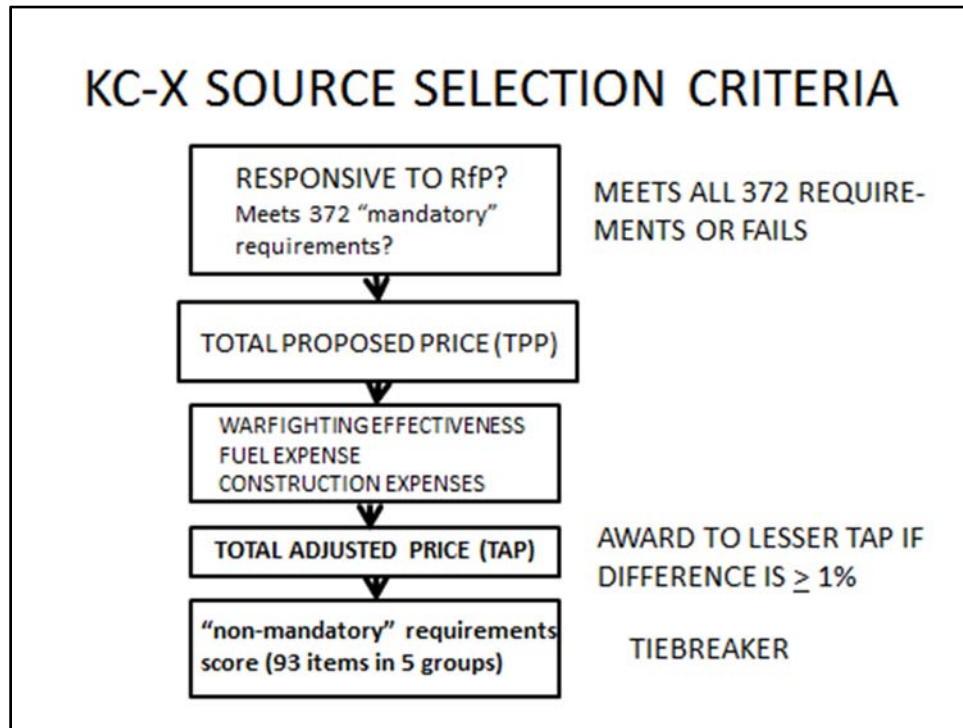 KC-X SOURCE SELECTION CRITERIA
RESPONSIVE TO RfP?
Meets 372 “mandatory”
requirements?
MEETS ALL 372 REQUIRE-
MENTS OR FAILS
TOTAL PROPOSED PRICE (TPP)
WARFIGHTING EFFECTIVENESS
FUEL EXPENSE
CONSTRUCTION EXPENSES
TOTAL ADJUSTED PRICE (TAP)
AWARD TO LESSER TAP IF
DIFFERENCE IS ≥ 1%
“non-mandatory” requirements
score (93 items in 5 groups)
TIEBREAKER